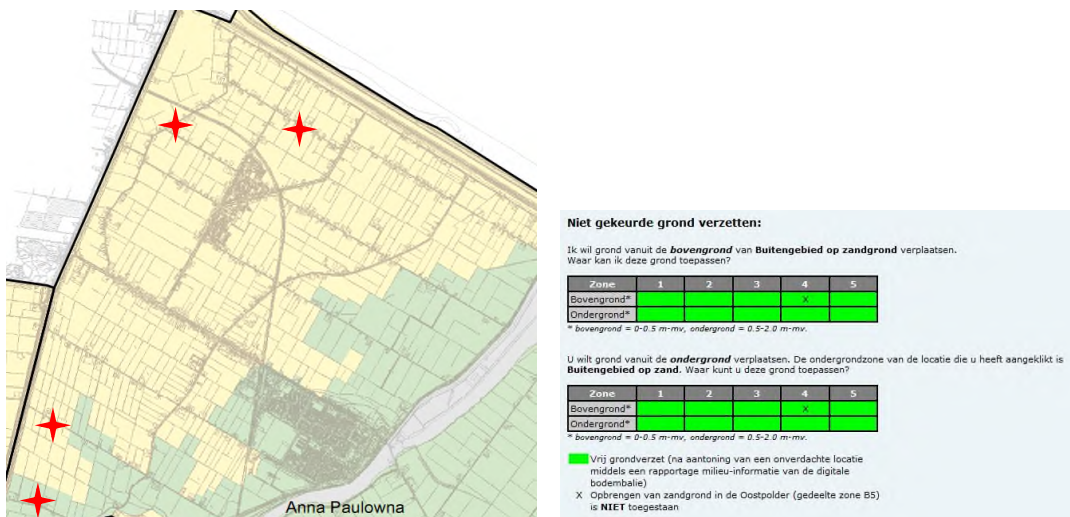 Anna Paulowna
Niet gekeurde grond verzetten:
Ik wil grond vanuit de bovengrond van Buitengebied op zandgrond verplaatsen.
Waar kan ik deze grond toepassen?
Zone 1 2 3 4 5
Bovengrond* X
Ondergrond*
* bovengrond = 0-0.5 m-mv, ondergrond = 0.5-2.0 m-mv.
U wilt grond vanuit de ondergrond verplaatsen. De ondergrondzone van de locatie die u heeft aangeklikt is
Buitengebied op zand. Waar kunt u deze grond toepassen?
Zone 1 2 3 4 5
Bovengrond* X
Ondergrond*
* bovengrond = 0-0.5 m-mv, ondergrond = 0.5-2.0 m-mv.
Vrij grondverzet (na aantoning van een onverdachte locatie
middels een rapportage milieu-informatie van de digitale
bodembalie)
X Opbrengen van zandgrond in de Oostpolder (gedeelte zone B5)
is NIET toegestaan